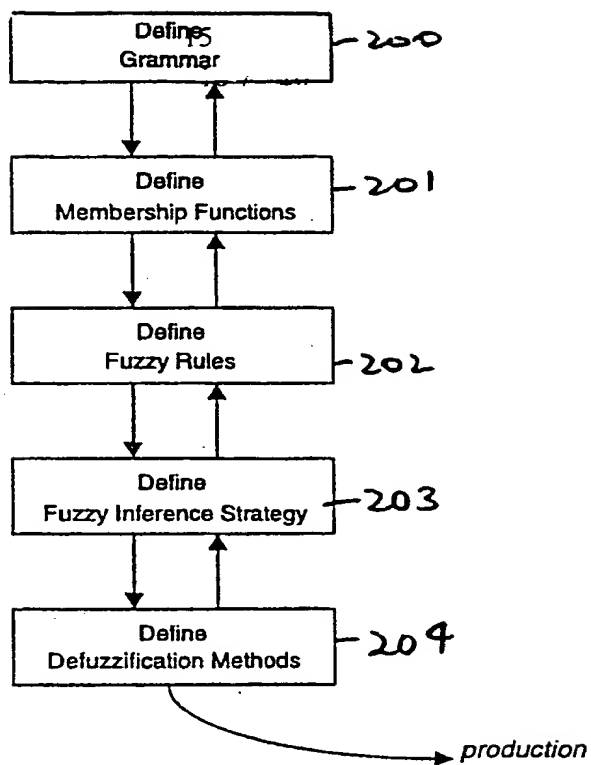 Define 15
Grammar
200
Define
Membership Functions
201
Define
Fuzzy Rules
202
Define
Fuzzy Inference Strategy
203
Define
Defuzzification Methods
204
production